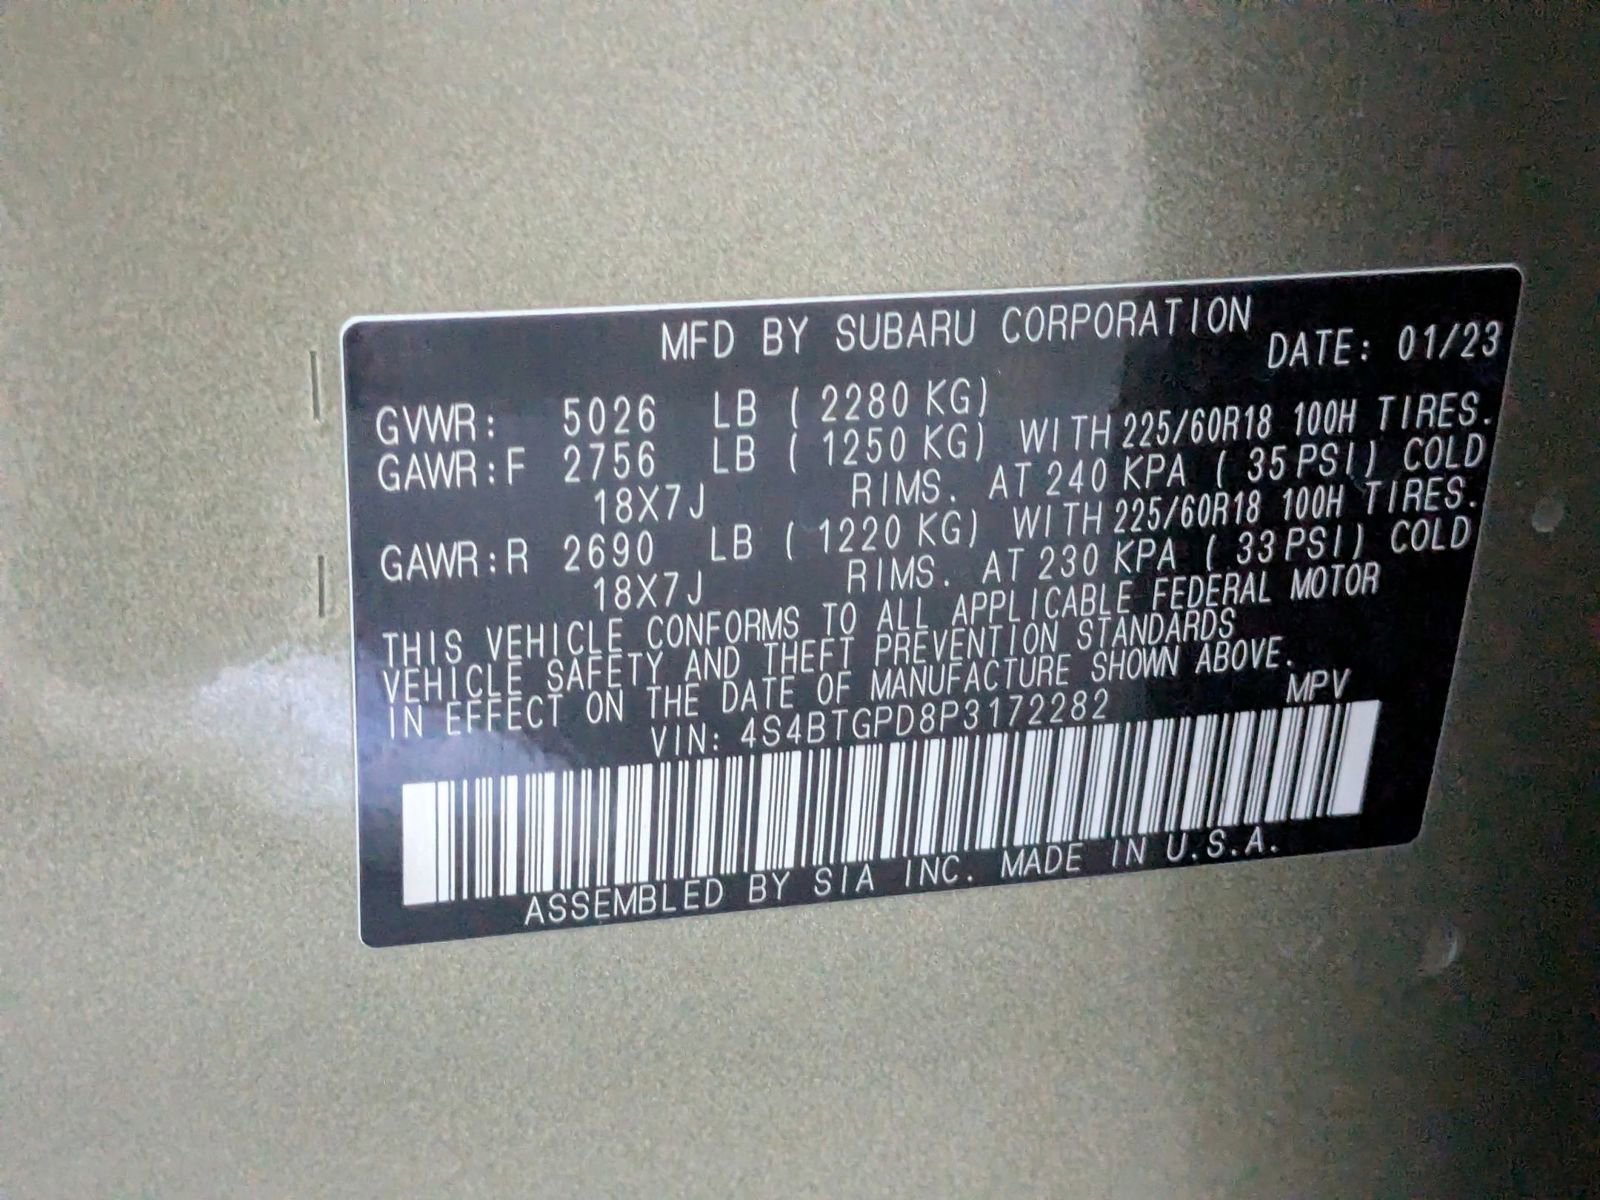 MFD BY SUBARU CORPORATION
DATE: 01/23
GVWR: 5026 LB ( 2280 KG)
GAWR:F 2756 LB ( 1250 KG) WITH 225/60R18 100H TIRES.
18X7J RIMS. AT 240 KPA ( 35 PSI) COLD
GAWR:R 2690 LB ( 1220 KG) WITH 225/60R18 100H TIRES.
18X7J RIMS. AT 230 KPA ( 33 PSI) COLD
THIS VEHICLE CONFORMS TO ALL APPLICABLE FEDERAL MOTOR
VEHICLE SAFETY AND THEFT PREVENTION STANDARDS
IN EFFECT ON THE DATE OF MANUFACTURE SHOWN ABOVE.
VIN: 4S4BTGPD8P3172282 MPV
ASSEMBLED BY SIA INC. MADE IN U.S.A.